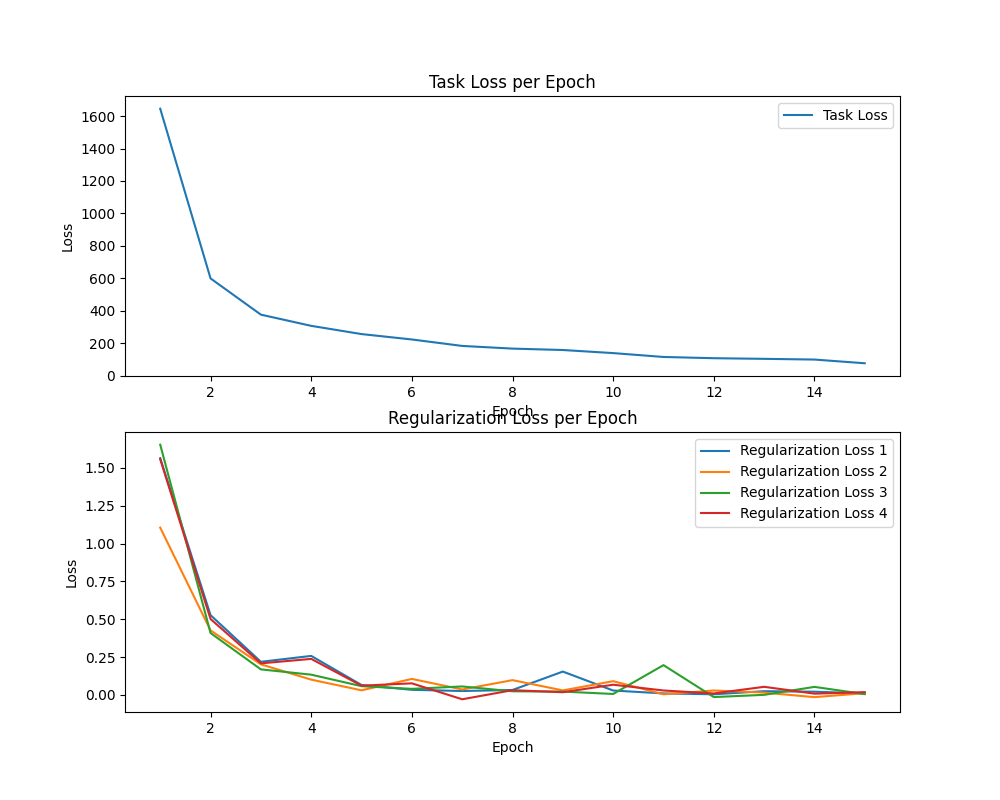 Task Loss per Epoch
Loss
1600
1400
1200
1000
800
600
400
200
0
Task Loss
2 4 6 8 10 12 14
Epoch
Regularization Loss per Epoch
Loss
1.50
1.25
1.00
0.75
0.50
0.25
0.00
Regularization Loss 1
Regularization Loss 2
Regularization Loss 3
Regularization Loss 4
2 4 6 8 10 12 14
Epoch